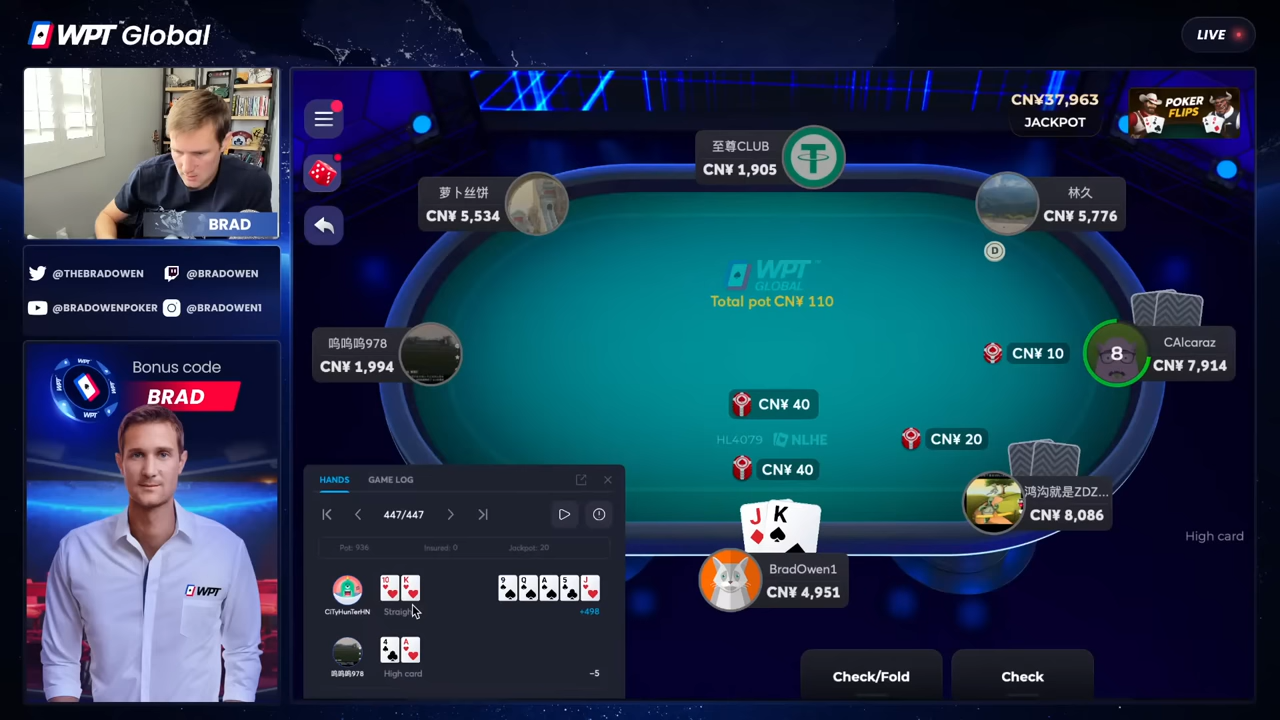 WPT Global
LIVE
BRAD
@THEBRADOWEN
@BRADOWEN
@BRADOWENPOKER
@BRADOWEN1
Bonus code
BRAD
WPT
CN¥37,963
JACKPOT
POKER
FLIPS
至尊CLUB
CN¥ 1,905
萝卜丝饼
CN¥ 5,534
林久
CN¥ 5,776
D
WPT
GLOBAL
Total pot CN¥ 110
呜呜呜978
CN¥ 1,994
CN¥ 10
8
CAlcaraz
CN¥ 7,914
CN¥ 40
HL4079 NLHE
CN¥ 20
CN¥ 40
鸿沟就是ZDZ...
CN¥ 8,086
J K
BradOwen1
CN¥ 4,951
High card
HANDS
GAME LOG
447/447
Pot: 936
Insured: 0
Jackpot: 20
10 K
9 Q A 5 J
CITyHunTerHN
Straigh
+498
4 A
呜呜呜978
High card
-5
Check/Fold
Check